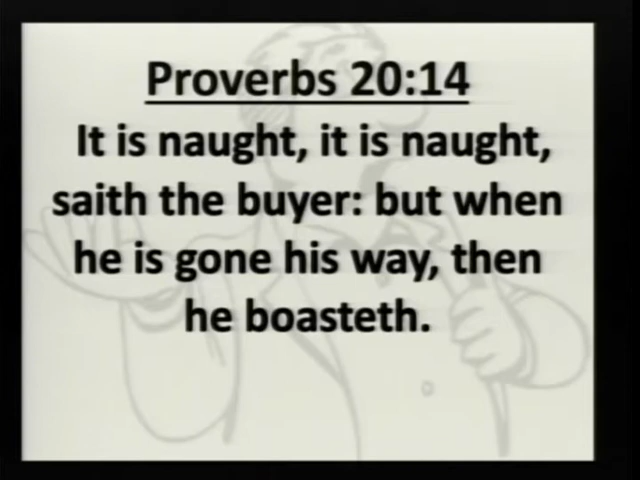 Proverbs 20:14
It is naught, it is naught,
saith the buyer: but when
he is gone his way, then
he boasteth.